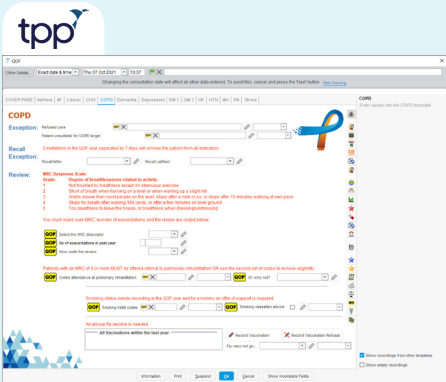 tpp
QOF
Other Details... Exact date & time Thu 07 Oct 2021 13:37
Changing the consultation date will affect all other data entered. To avoid this, cancel and press the 'Next' button Hide Warning
COVER PAGE Asthma AF Cancer CHD COPD Dementia Depression DM 1 DM 2 HF HTN MH RA Stroke
COPD
Enter reviews into the COPD template
COPD
Exception: Refused care
Patient unsuitable for COPD target
Recall
Exception:
2 invitations in the QOF year separated by 7 days will remove the patient from all indicators
Recall letter Recall method
Review:
MRC Dyspnoea Scale
Grade Degree of breathlessness related to activity
1 Not troubled by breathless except on strenuous exercise
2 Short of breath when hurrying on a level or when walking up a slight hill
3 Walks slower than most people on the level, stops after a mile or so, or stops after 15 minutes walking at own pace
4 Stops for breath after walking 100 yards, or after a few minutes on level ground
5 Too breathless to leave the house, or breathless when dressing/undressing
You must make sure MRC, number of exacerbations and the review are coded below
QOF Select the MRC descriptor
QOF No of exacerbations in past year
QOF Now code the review
Patients with an MRC of 3 or more MUST be offered referral to pulmonary rehabilitation OR use the second set of codes to remove eligibility
QOF Codes attendance at pulmonary rehabilitation QOF Or why not?
Smoking status needs recording in the QOF year and for smokers an offer of support is required
QOF Smoking habit codes QOF Smoking cessation advice
An annual flu vaccine is needed
All Vaccinations within the last year
Record Vaccination Record Vaccination Refusal
Flu vacc not giv...
Show recordings from other templates
Show empty recordings
Information Print Suspend Ok Cancel Show Incomplete Fields